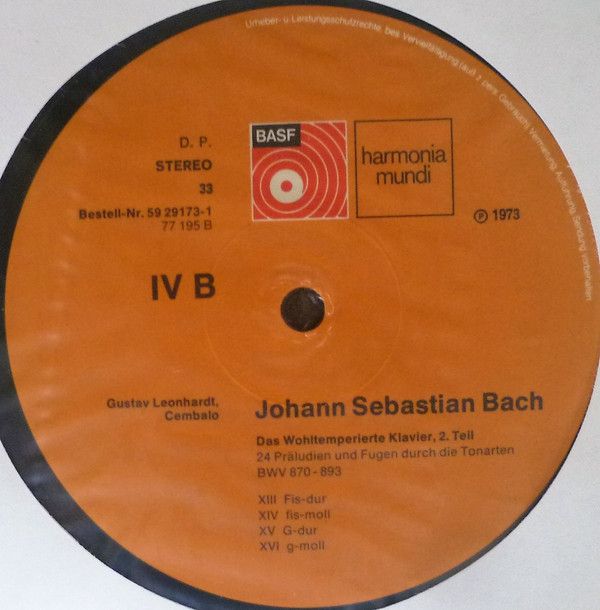 Urheber- u. Leistungsschutzrechte bei Vervielfältigung (auch z. pers. Gebrauch) Vermietung, Aufführung, Sendung vorbehalten
BASF
harmonia
mundi
D. P.
STEREO
33
Bestell-Nr. 59 29173-1
77 195 B
Ⓟ 1973
IV B
Gustav Leonhardt,
Cembalo
Johann Sebastian Bach
Das Wohltemperierte Klavier, 2. Teil
24 Präludien und Fugen durch die Tonarten
BWV 870 - 893
XIII Fis-dur
XIV fis-moll
XV G-dur
XVI g-moll